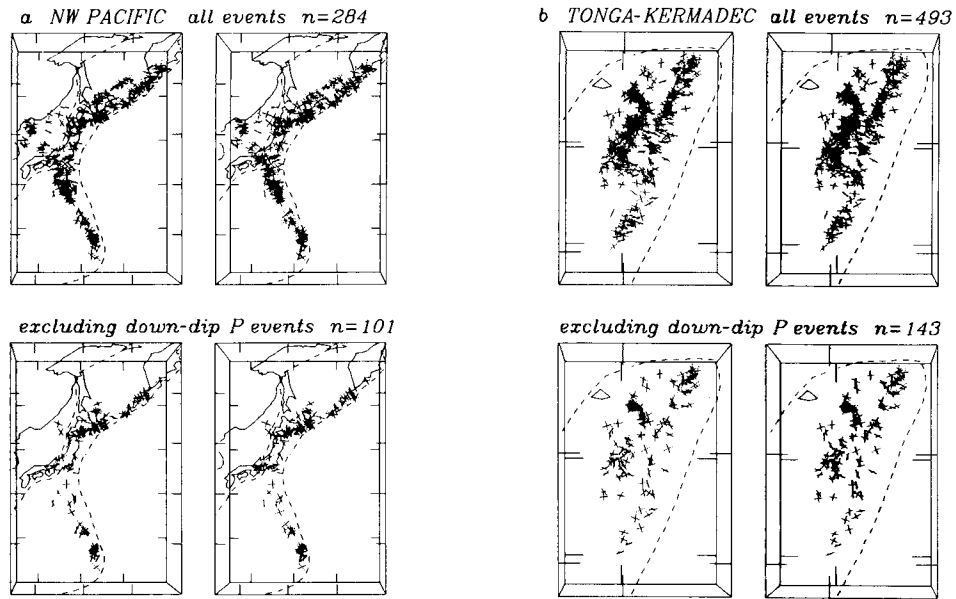 a NW PACIFIC all events n=284
b TONGA-KERMADEC all events n=493
excluding down-dip P events n=101
excluding down-dip P events n=143